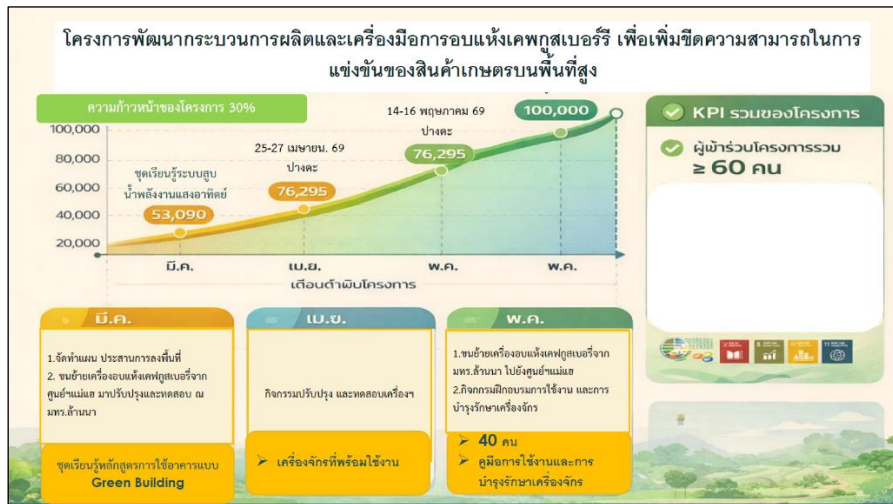 โครงการพัฒนากระบวนการผลิตและเครื่องมือการอบแห้งเคพกูสเบอร์รี เพื่อเพิ่มขีดความสามารถในการ
แข่งขันของสินค้าเกษตรบนพื้นที่สูง
ความก้าวหน้าของโครงการ 30%
100,000
80,000
60,000
40,000
20,000
ชุดเรียนรู้ระบบสูบ
น้ำพลังงานแสงอาทิตย์
53,090
25-27 เมษายน. 69
ปางตะ
76,295
14-16 พฤษภาคม 69
ปางตะ
76,295
100,000
มี.ค.
เม.ย.
พ.ค.
พ.ค.
เดือนดำเพินโครงการ
KPI รวมของโครงการ
ผู้เข้าร่วมโครงการรวม
≥ 60 คน
มี.ค.
1.จัดทำแผน ประสานการลงพื้นที่
2. ขนย้ายเครื่องอบแห้งเคฟกูสเบอรี่จาก
ศูนย์ฯแม่แฮ มาปรับปรุงและทดสอบ ณ
มทร.ล้านนา
ชุดเรียนรู้หลักสูตรการใช้อาคารแบบ
Green Building
เม.ข.
กิจกรรมปรับปรุง และทดสอบเครื่องฯ
➢ เครื่องจักรที่พร้อมใช้งาน
พ.ค.
1.ขนย้ายเครื่องอบแห้งเคฟกูสเบอรี่จาก
มทร.ล้านนา ไปยังศูนย์ฯแม่แฮ
2.กิจกกรมฝึกอบรมการใช้งาน และการ
บำรุงรักษาเครื่องจักร
➢ 40 คน
➢ คู่มือการใช้งานและการ
บำรุงรักษาเครื่องจักร